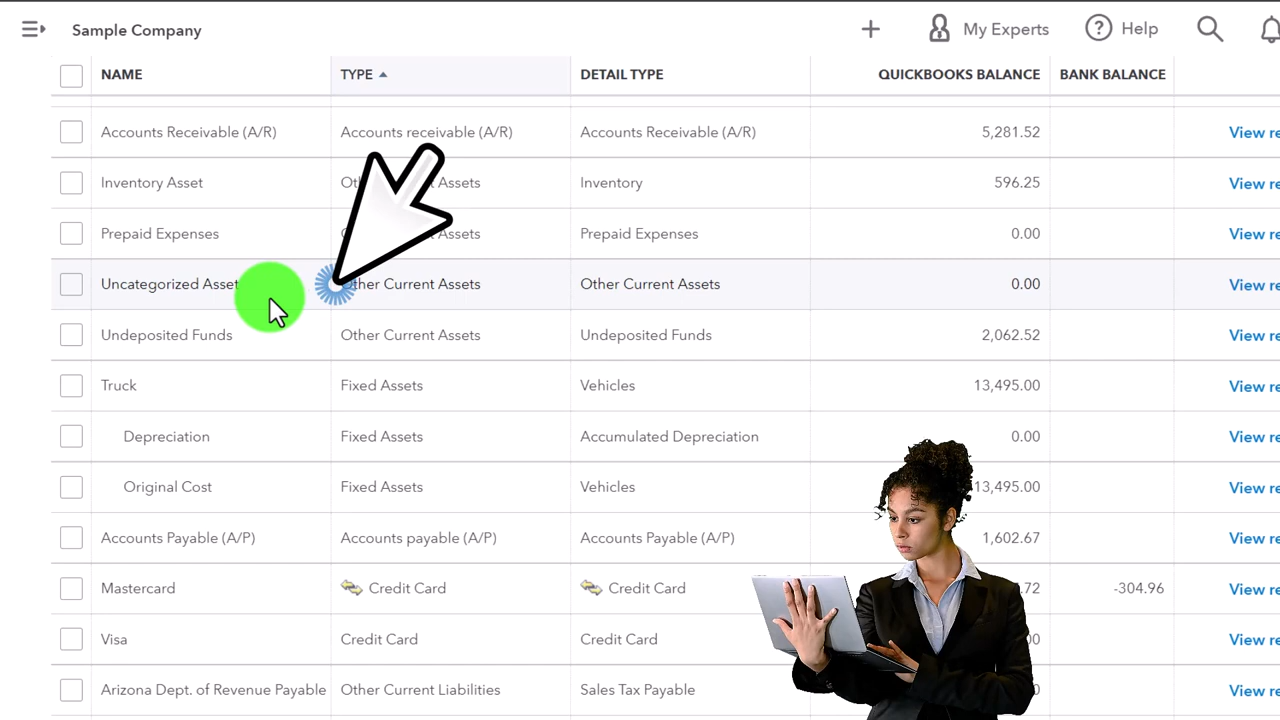 Sample Company My Experts Help
NAME TYPE DETAIL TYPE QUICKBOOKS BALANCE BANK BALANCE
Accounts Receivable (A/R) Accounts receivable (A/R) Accounts Receivable (A/R) 5,281.52 View re
Inventory Asset Assets Inventory 596.25 View re
Prepaid Expenses Assets Prepaid Expenses 0.00 View re
Uncategorized Asset Other Current Assets Other Current Assets 0.00 View re
Undeposited Funds Other Current Assets Undeposited Funds 2,062.52 View re
Truck Fixed Assets Vehicles 13,495.00 View re
Depreciation Fixed Assets Accumulated Depreciation 0.00 View re
Original Cost Fixed Assets Vehicles 13,495.00 View re
Accounts Payable (A/P) Accounts payable (A/P) Accounts Payable (A/P) 1,602.67 View re
Mastercard Credit Card Credit Card .72 -304.96 View re
Visa Credit Card Credit Card View re
Arizona Dept. of Revenue Payable Other Current Liabilities Sales Tax Payable View re